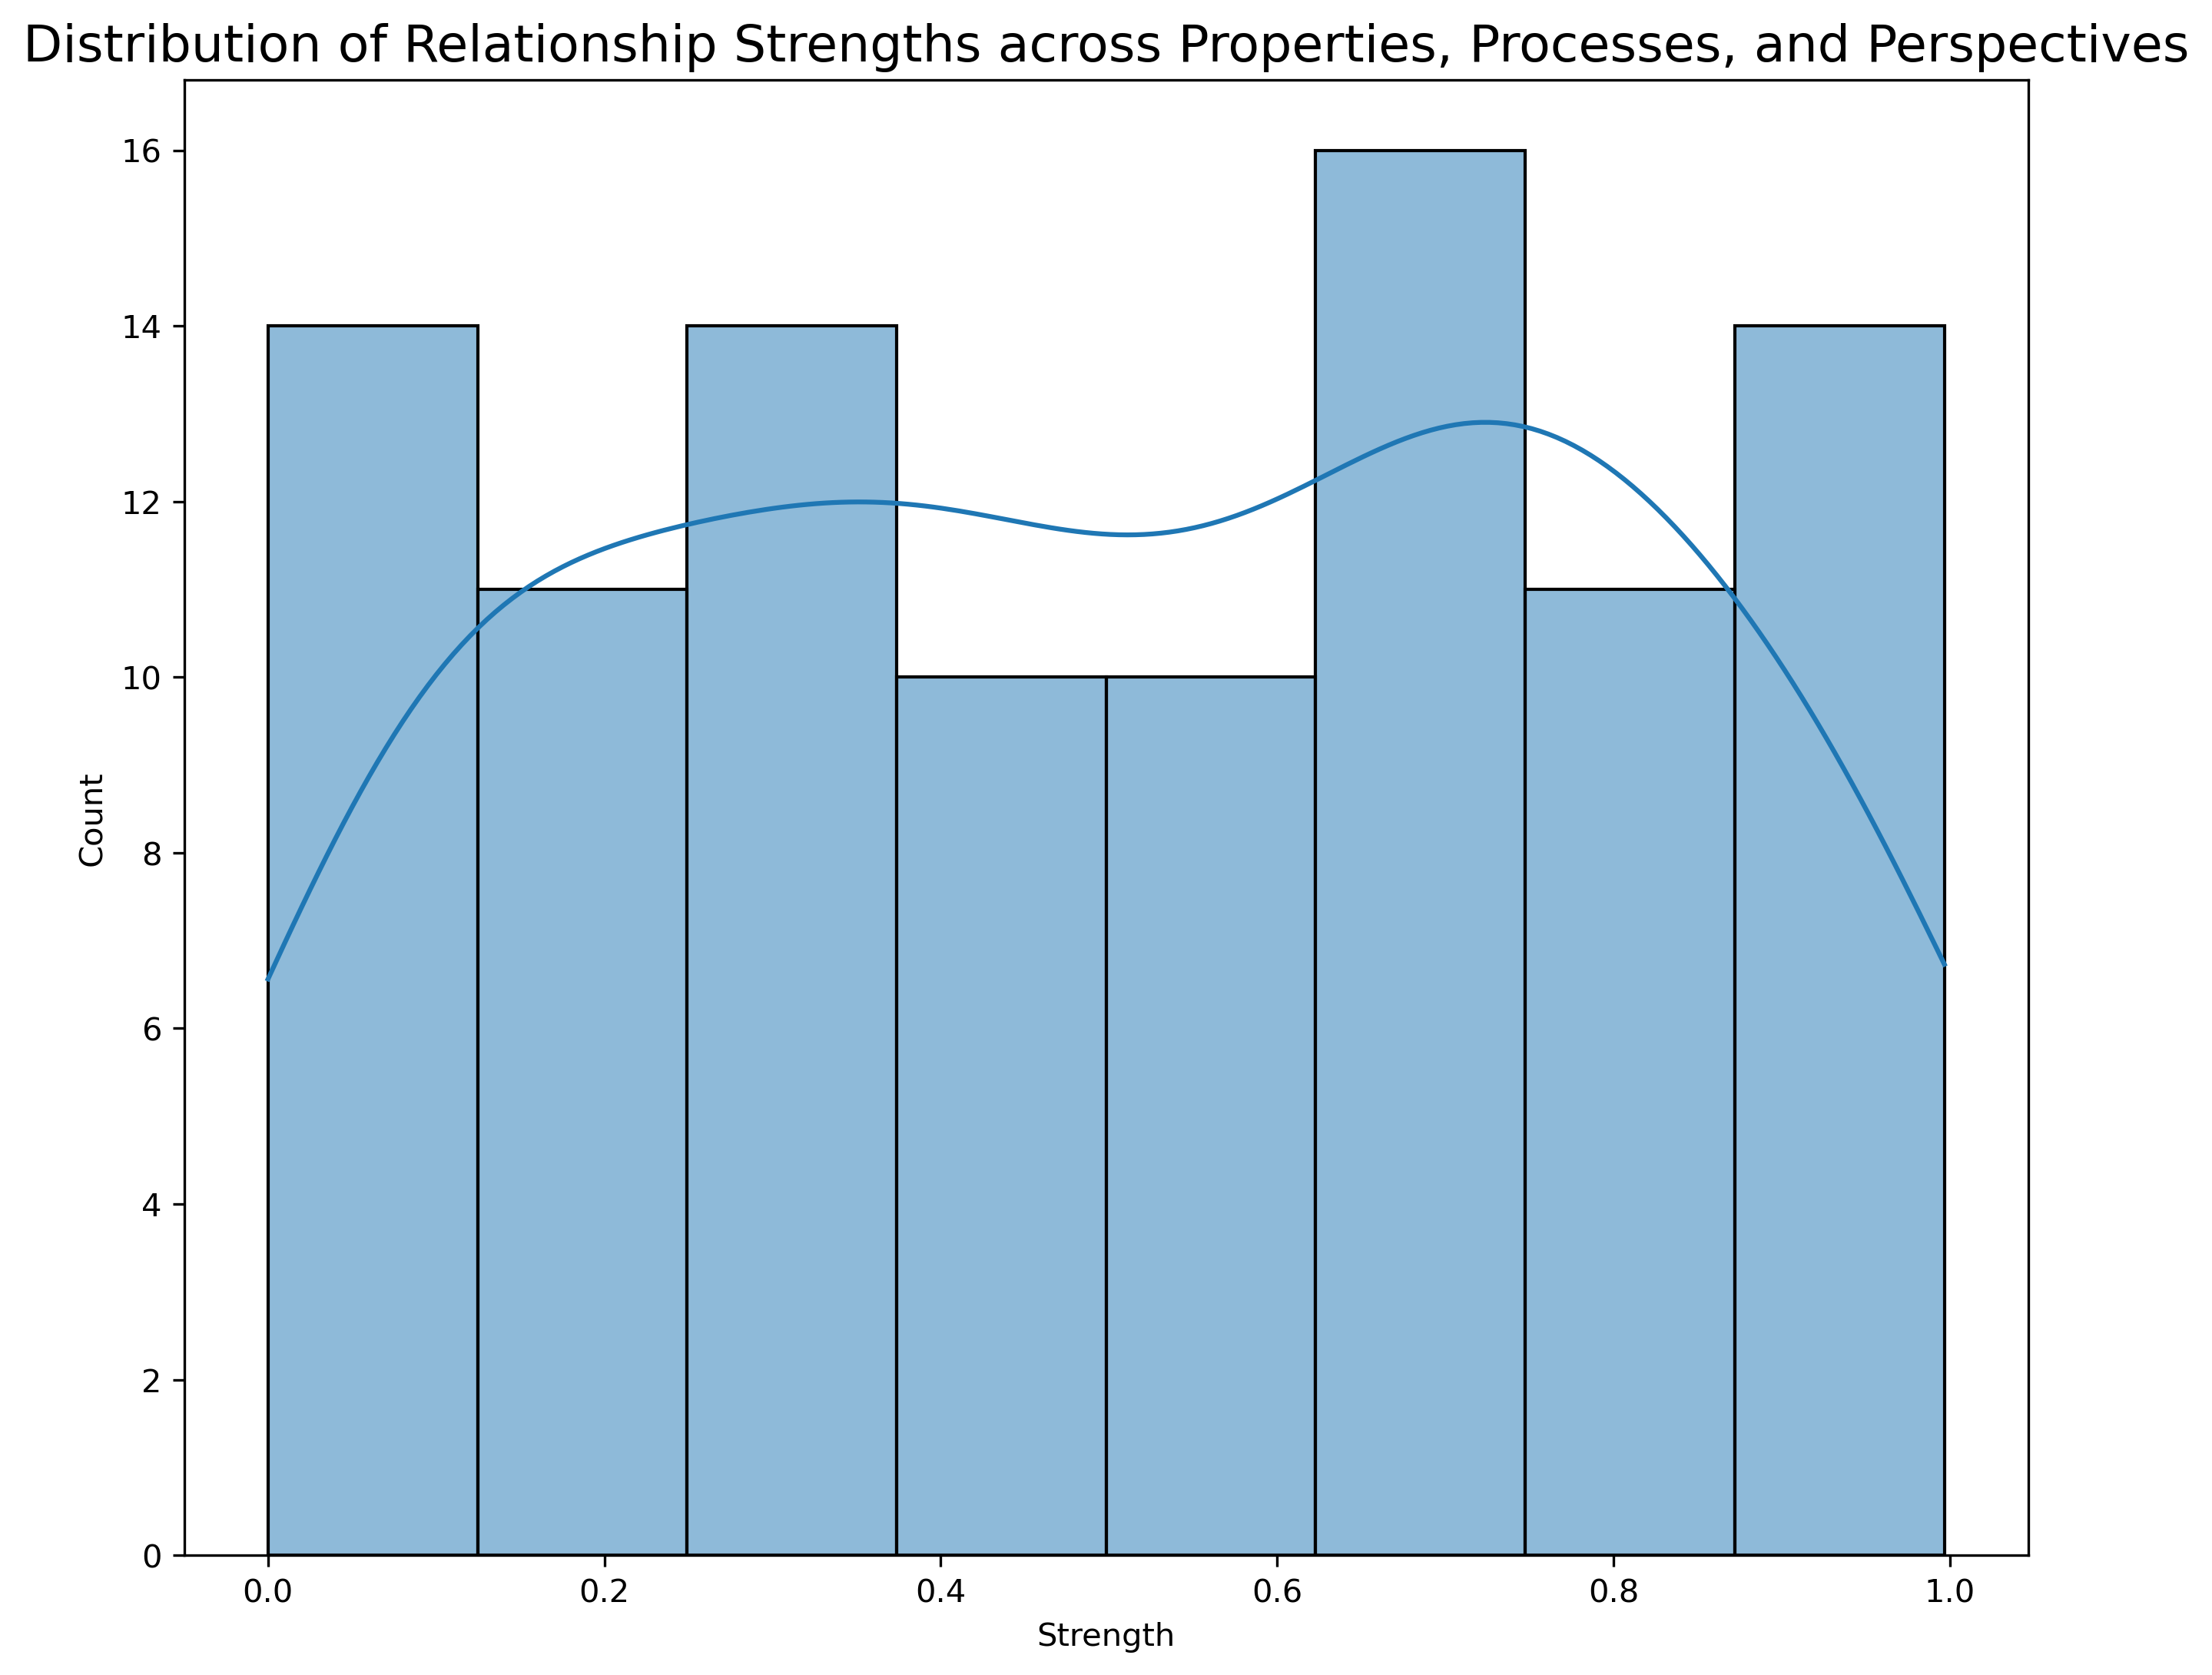 Distribution of Relationship Strengths across Properties, Processes, and Perspectives
16
14
12
10
8
6
4
2
0
Count
0.0 0.2 0.4 0.6 0.8 1.0
Strength